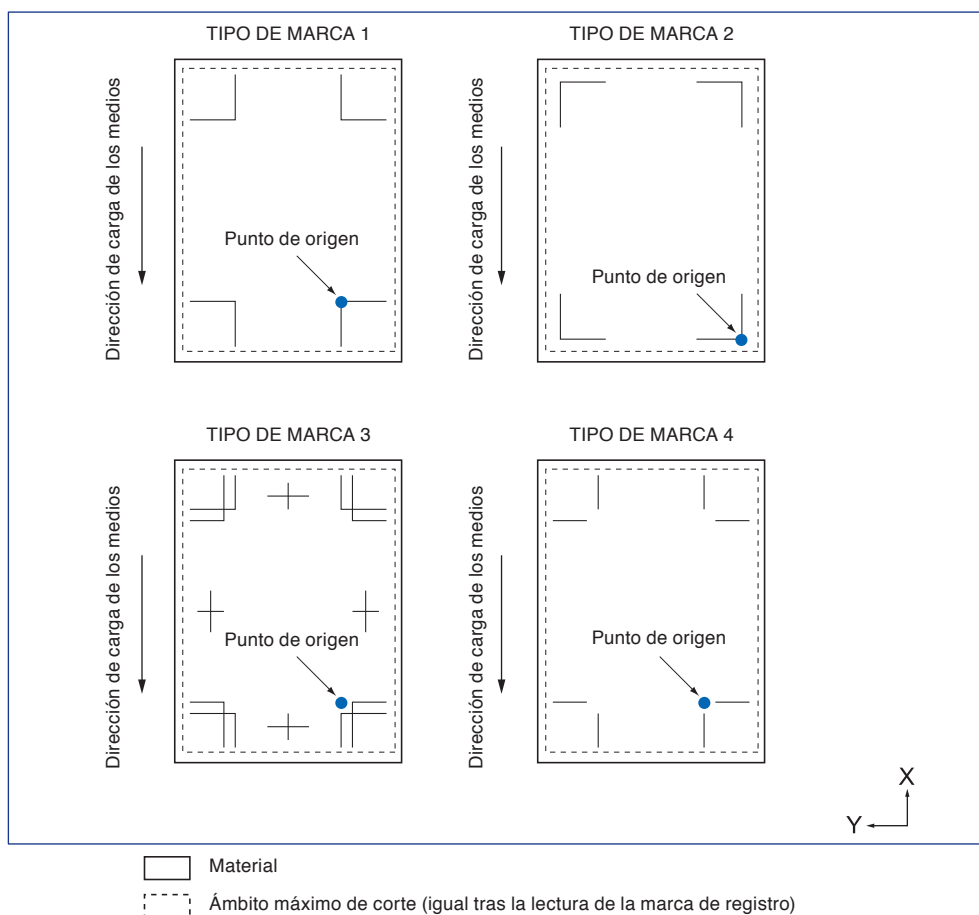 TIPO DE MARCA 1
Dirección de carga de los medios
Punto de origen
TIPO DE MARCA 2
Dirección de carga de los medios
Punto de origen
TIPO DE MARCA 3
Dirección de carga de los medios
Punto de origen
TIPO DE MARCA 4
Dirección de carga de los medios
Punto de origen
X
Y
Material
Ámbito máximo de corte (igual tras la lectura de la marca de registro)